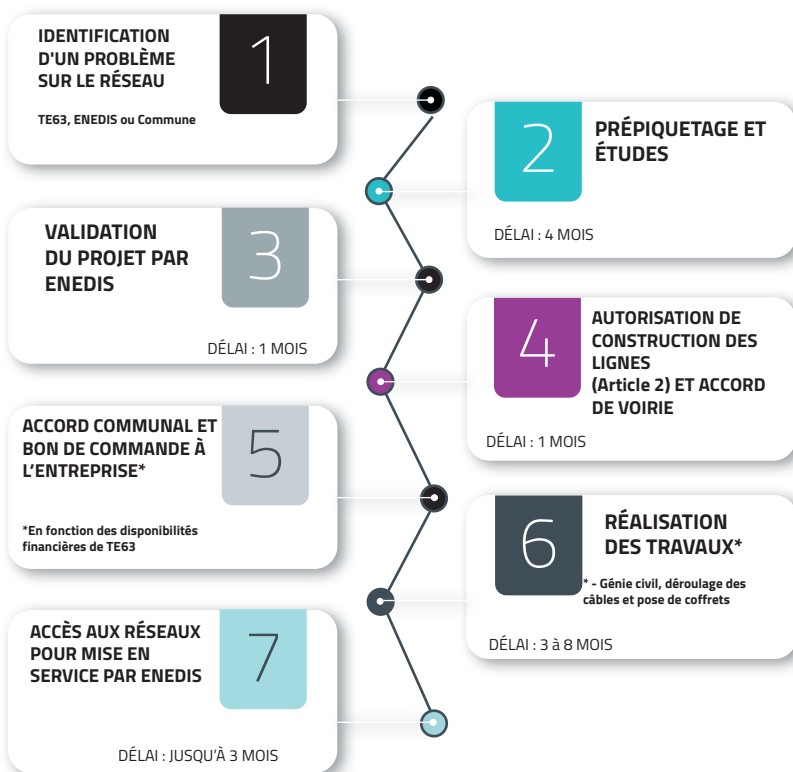 1
IDENTIFICATION
D'UN PROBLÈME
SUR LE RÉSEAU
TE63, ENEDIS ou Commune
2
PRÉPIQUETAGE ET
ÉTUDES
DÉLAI : 4 MOIS
3
VALIDATION
DU PROJET PAR
ENEDIS
DÉLAI : 1 MOIS
4
AUTORISATION DE
CONSTRUCTION DES
LIGNES
(Article 2) ET ACCORD
DE VOIRIE
DÉLAI : 1 MOIS
5
ACCORD COMMUNAL ET
BON DE COMMANDE À
L’ENTREPRISE*
*En fonction des disponibilités
financières de TE63
6
RÉALISATION
DES TRAVAUX*
* - Génie civil, déroulage des
câbles et pose de coffrets
DÉLAI : 3 à 8 MOIS
7
ACCÈS AUX RÉSEAUX
POUR MISE EN
SERVICE PAR ENEDIS
DÉLAI : JUSQU’À 3 MOIS